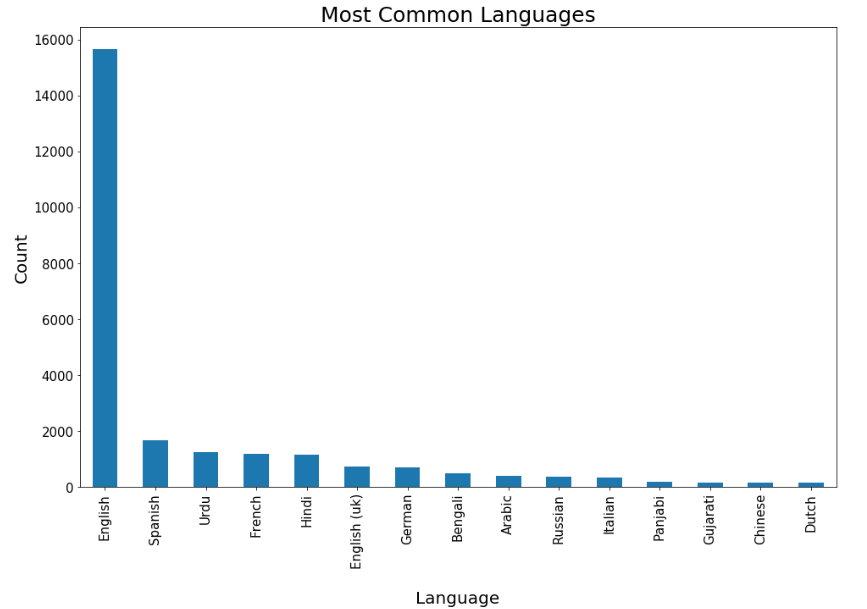 Most Common Languages
16000
14000
12000
10000
8000
6000
4000
2000
0
Count
English
Spanish
Urdu
French
Hindi
English (uk)
German
Bengali
Arabic
Russian
Italian
Panjabi
Gujarati
Chinese
Dutch
Language